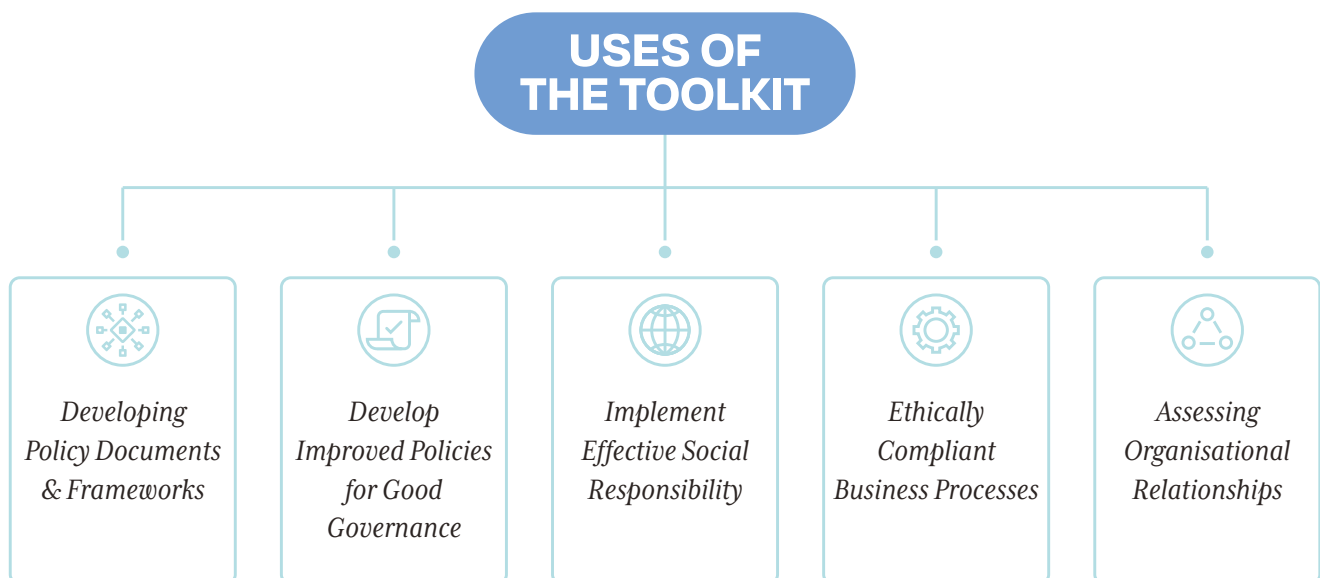 USES OF
THE TOOLKIT
Developing
Policy Documents
& Frameworks
Develop
Improved Policies
for Good
Governance
Implement
Effective Social
Responsibility
Ethically
Compliant
Business Processes
Assessing
Organisational
Relationships